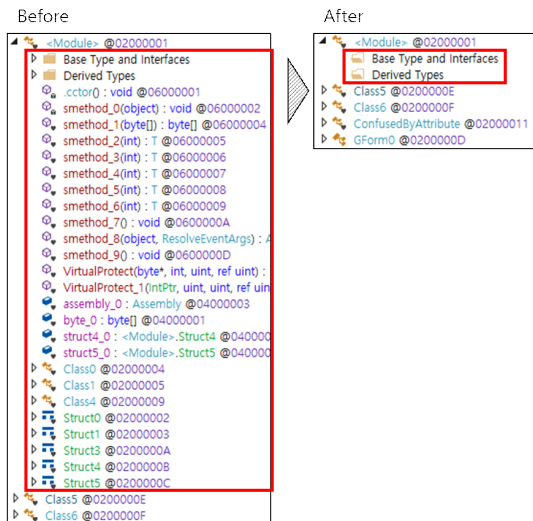 Before
<Module> @02000001
Base Type and Interfaces
Derived Types
.cctor() : void @06000001
smethod_0(object) : void @06000002
smethod_1(byte[]) : byte[] @06000004
smethod_2(int) : T @06000005
smethod_3(int) : T @06000006
smethod_4(int) : T @06000007
smethod_5(int) : T @06000008
smethod_6(int) : T @06000009
smethod_7() : void @0600000A
smethod_8(object, ResolveEventArgs) : A
smethod_9() : void @0600000D
VirtualProtect(byte*, int, uint, ref uint) :
VirtualProtect_1(IntPtr, uint, uint, ref uin
assembly_0 : Assembly @04000003
byte_0 : byte[] @04000001
struct4_0 : <Module>.Struct4 @040000
struct5_0 : <Module>.Struct5 @040000
Class0 @02000004
Class1 @02000005
Class4 @02000009
Struct0 @02000002
Struct1 @02000003
Struct3 @0200000A
Struct4 @0200000B
Struct5 @0200000C
Class5 @0200000E
Class6 @0200000F
After
<Module> @02000001
Base Type and Interfaces
Derived Types
Class5 @0200000E
Class6 @0200000F
ConfusedByAttribute @02000011
GForm0 @0200000D